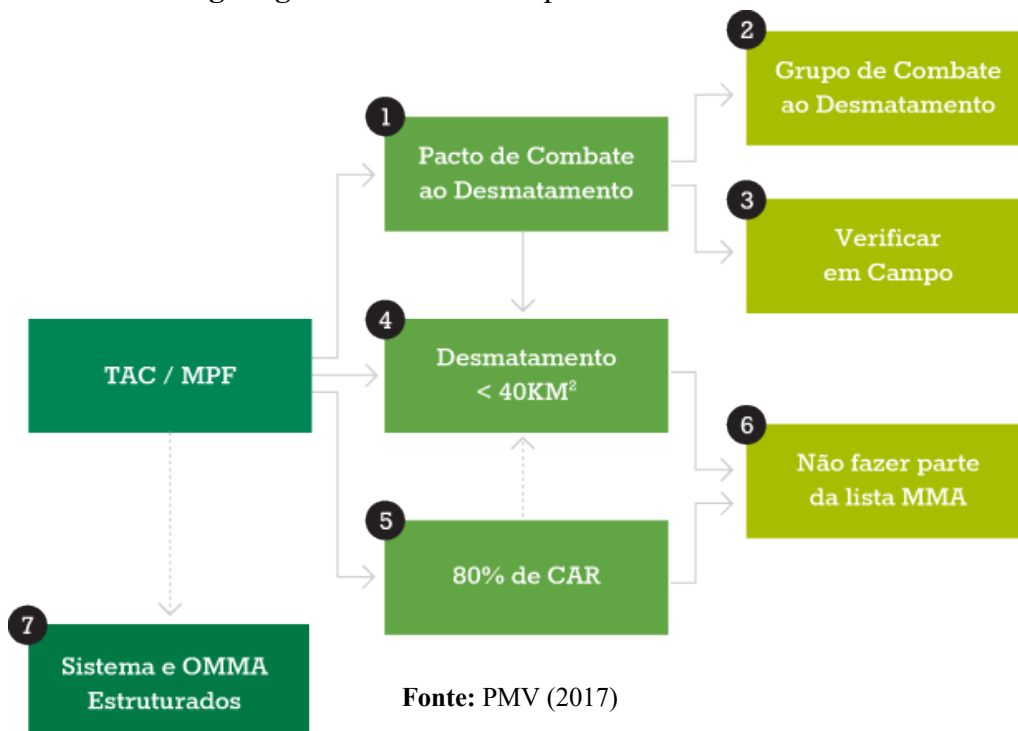 2
Grupo de Combate
ao Desmatamento
1
Pacto de Combate
ao Desmatamento
3
Verificar
em Campo
4
Desmatamento
< 40KM²
TAC / MPF
6
Não fazer parte
da lista MMA
5
80% de CAR
7
Sistema e OMMA
Estruturados
Fonte: PMV (2017)